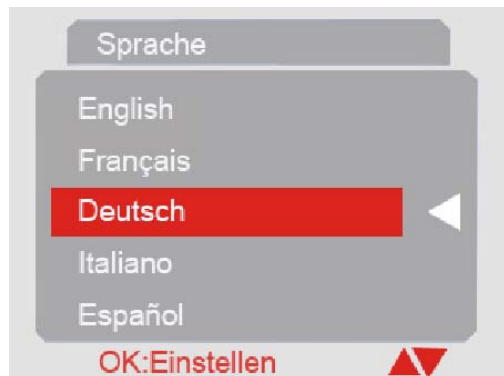 Sprache
English
Français
Deutsch
Italiano
Español
OK:Einstellen